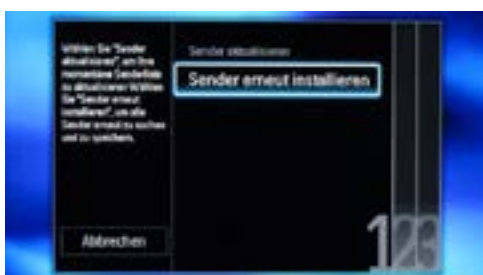 Wählen Sie "Sender
aktualisieren", um Ihre
momentane Senderliste
zu aktualisieren Wählen
Sie "Sender erneut
installieren", um alle
Sender erneut zu suchen
und zu speichern.
Abbrechen
Sender aktualisieren
Sender erneut installieren
123